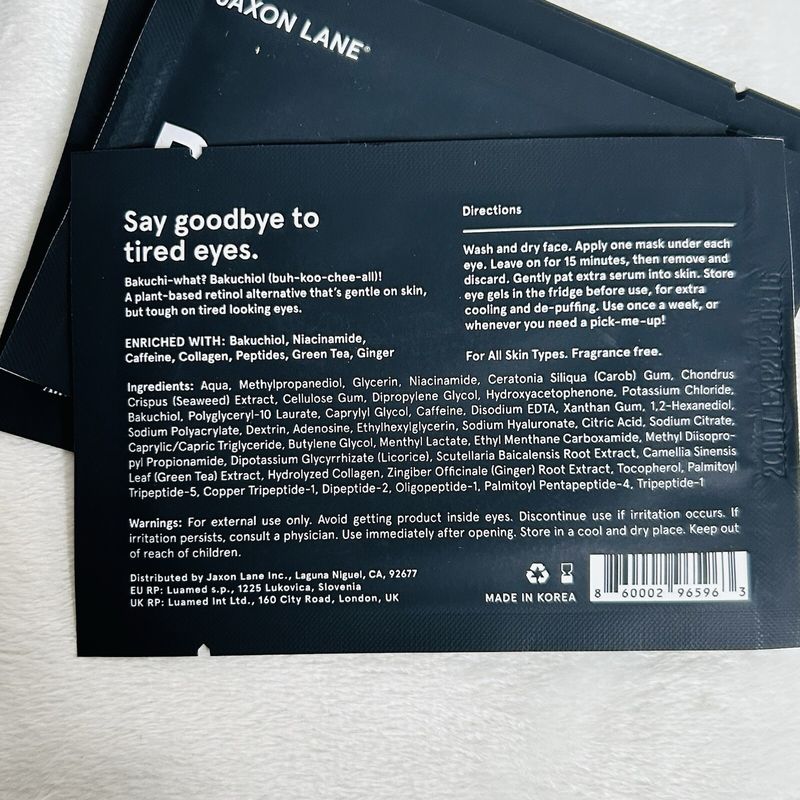 JAXON LANE®
Say goodbye to
tired eyes.
Bakuchi-what? Bakuchiol (buh-koo-chee-all)!
A plant-based retinol alternative that's gentle on skin,
but tough on tired looking eyes.
ENRICHED WITH: Bakuchiol, Niacinamide,
Caffeine, Collagen, Peptides, Green Tea, Ginger
Directions
Wash and dry face. Apply one mask under each
eye. Leave on for 15 minutes, then remove and
discard. Gently pat extra serum into skin. Store
eye gels in the fridge before use, for extra
cooling and de-puffing. Use once a week, or
whenever you need a pick-me-up!
For All Skin Types. Fragrance free.
Ingredients: Aqua, Methylpropanediol, Glycerin, Niacinamide, Ceratonia Siliqua (Carob) Gum, Chondrus
Crispus (Seaweed) Extract, Cellulose Gum, Dipropylene Glycol, Hydroxyacetophenone, Potassium Chloride,
Bakuchiol, Polyglyceryl-10 Laurate, Caprylyl Glycol, Caffeine, Disodium EDTA, Xanthan Gum, 1,2-Hexanediol,
Sodium Polyacrylate, Dextrin, Adenosine, Ethylhexylglycerin, Sodium Hyaluronate, Citric Acid, Sodium Citrate,
Caprylic/Capric Triglyceride, Butylene Glycol, Menthyl Lactate, Ethyl Menthane Carboxamide, Methyl Diisopro-
pyl Propionamide, Dipotassium Glycyrrhizate (Licorice), Scutellaria Baicalensis Root Extract, Camellia Sinensis
Leaf (Green Tea) Extract, Hydrolyzed Collagen, Zingiber Officinale (Ginger) Root Extract, Tocopherol, Palmitoyl
Tripeptide-5, Copper Tripeptide-1, Dipeptide-2, Oligopeptide-1, Palmitoyl Pentapeptide-4, Tripeptide-1
Warnings: For external use only. Avoid getting product inside eyes. Discontinue use if irritation occurs. If
irritation persists, consult a physician. Use immediately after opening. Store in a cool and dry place. Keep out
of reach of children.
Distributed by Jaxon Lane Inc., Laguna Niguel, CA, 92677
EU RP: Luamed s.p., 1225 Lukovica, Slovenia
UK RP: Luamed Int Ltd., 160 City Road, London, UK
MADE IN KOREA
8 60002 96596 3